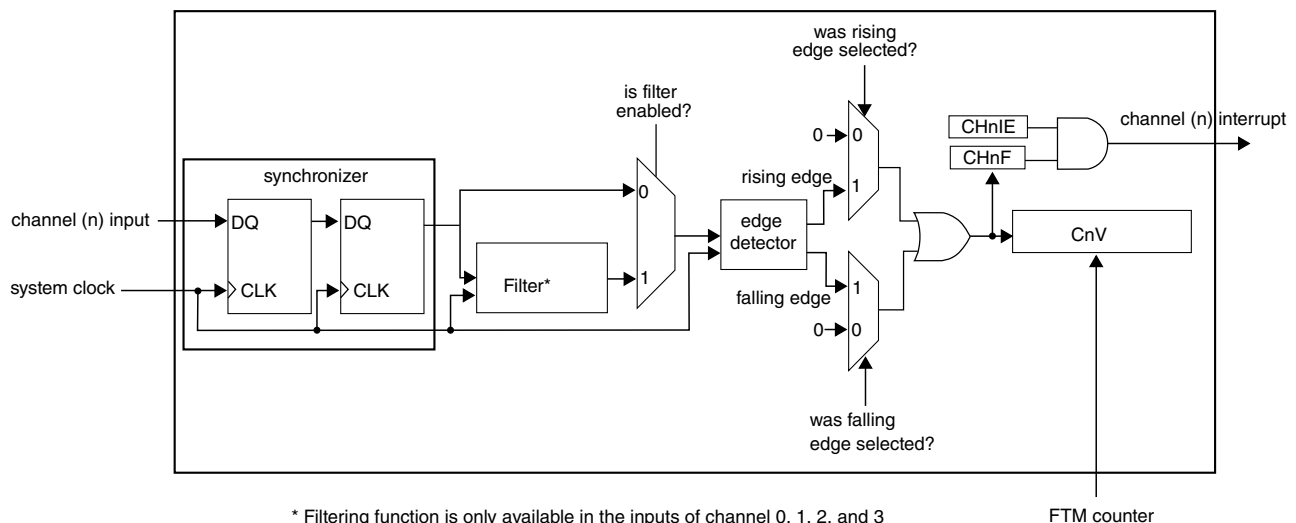 was rising
edge selected?
is filter
enabled?
0
0
CHnIE
channel (n) interrupt
CHnF
synchronizer
rising edge
1
0
channel (n) input
DQ
DQ
edge
detector
CnV
Filter*
1
system clock
CLK
CLK
falling edge
1
0
0
was falling
edge selected?
* Filtering function is only available in the inputs of channel 0, 1, 2, and 3
FTM counter